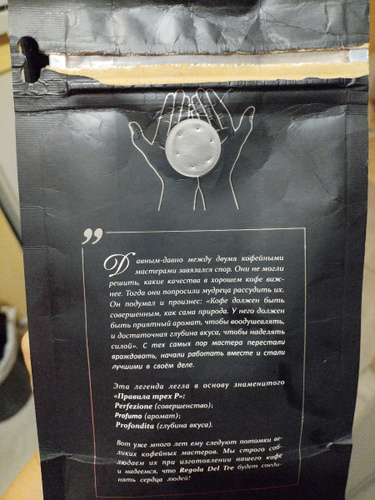 ”
Давным-давно между двумя кофейными
мастерами завязался спор. Они не могли
решить, какие качества в хорошем кофе важ-
нее. Тогда они попросили мудреца рассудить их.
Он подумал и произнес: «Кофе должен быть
совершенным, как сама природа. У него должен
быть приятный аромат, чтобы воодушевлять,
и достаточная глубина вкуса, чтобы наделять
силой». С тех самых пор мастера перестали
враждовать, начали работать вместе и стали
лучшими в своём деле.
Эта легенда легла в основу знаменитого
«Правила трех Р»:
Perfezione (совершенство);
Profumo (аромат);
Profondita (глубина вкуса).
Вот уже много лет ему следуют потомки ве-
ликих кофейных мастеров. Мы строго соб-
людаем их при изготовлении нашего кофе
и надеемся, что Regola Del Tre будет соеди-
нять сердца людей!